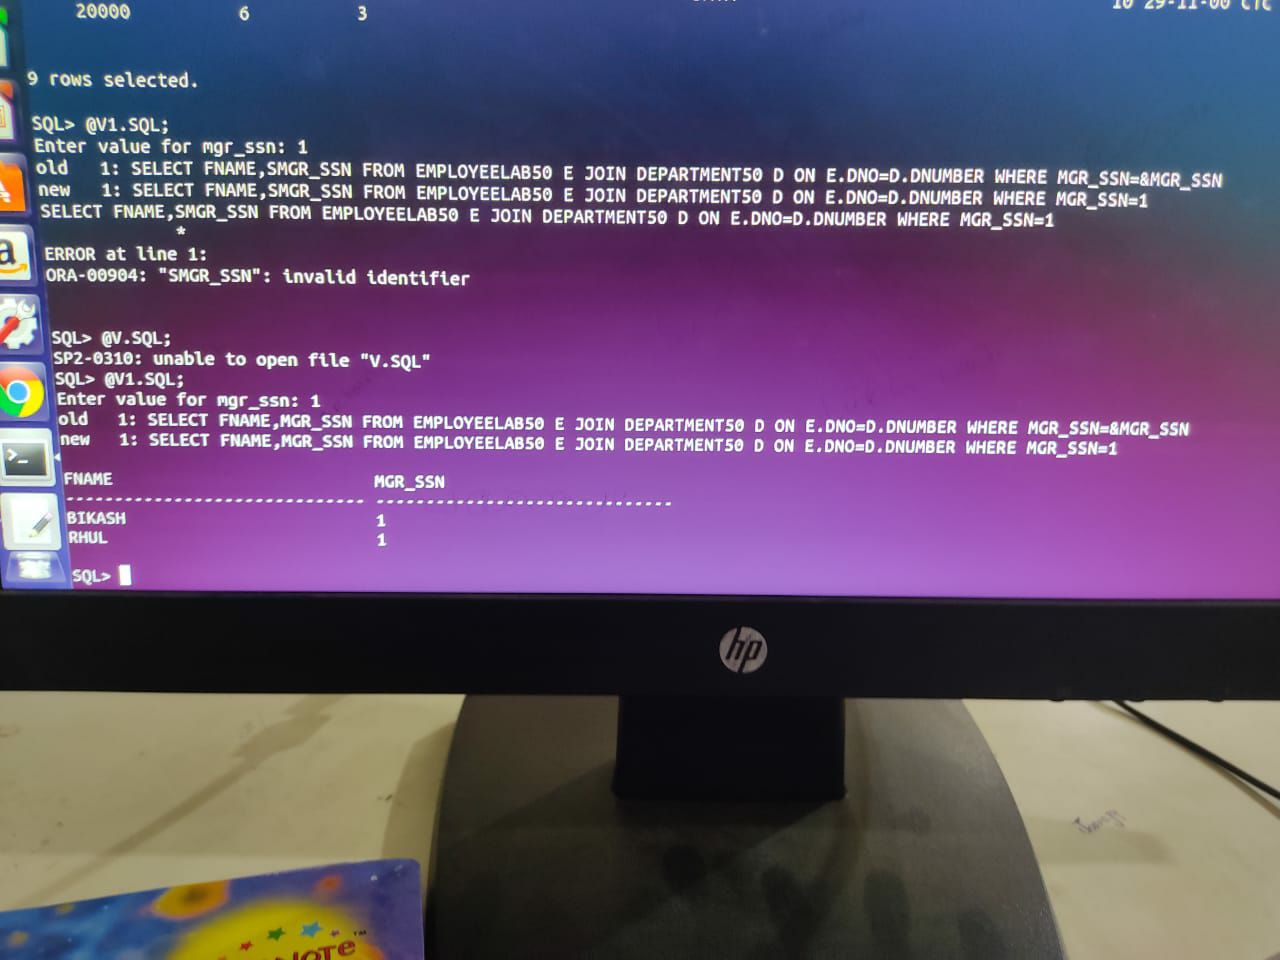 20000 6 3
9 rows selected.
SQL> @V1.SQL;
Enter value for mgr_ssn: 1
old 1: SELECT FNAME,SMGR_SSN FROM EMPLOYEELAB50 E JOIN DEPARTMENT50 D ON E.DNO=D.DNUMBER WHERE MGR_SSN=&MGR_SSN
new 1: SELECT FNAME,SMGR_SSN FROM EMPLOYEELAB50 E JOIN DEPARTMENT50 D ON E.DNO=D.DNUMBER WHERE MGR_SSN=1
SELECT FNAME,SMGR_SSN FROM EMPLOYEELAB50 E JOIN DEPARTMENT50 D ON E.DNO=D.DNUMBER WHERE MGR_SSN=1
*
ERROR at line 1:
ORA-00904: "SMGR_SSN": invalid identifier
SQL> @V.SQL;
SP2-0310: unable to open file "V.SQL"
SQL> @V1.SQL;
Enter value for mgr_ssn: 1
old 1: SELECT FNAME,MGR_SSN FROM EMPLOYEELAB50 E JOIN DEPARTMENT50 D ON E.DNO=D.DNUMBER WHERE MGR_SSN=&MGR_SSN
new 1: SELECT FNAME,MGR_SSN FROM EMPLOYEELAB50 E JOIN DEPARTMENT50 D ON E.DNO=D.DNUMBER WHERE MGR_SSN=1
FNAME MGR_SSN
------------------------------ ------------------------------
BIKASH 1
RHUL 1
SQL>
hp